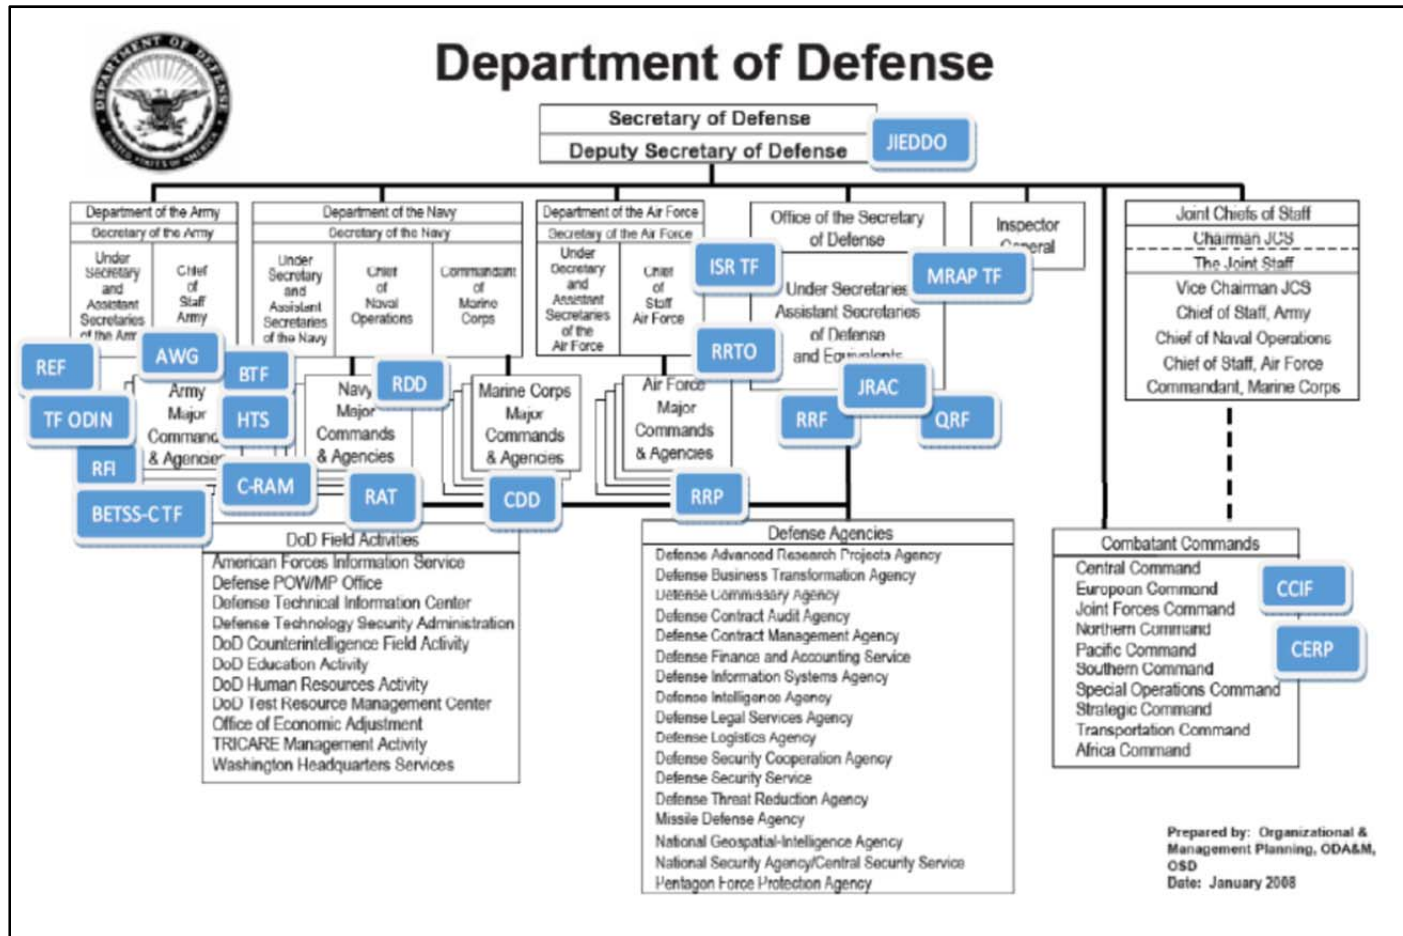 DEPARTMENT OF DEFENSE
UNITED STATES OF AMERICA
Department of Defense
Secretary of Defense
Deputy Secretary of Defense
JIEDDO
Department of the Army
Secretary of the Army
Under
Secretary
and
Assistant
Secretaries
of the
Chief
of
Staff
Army
Department of the Navy
Secretary of the Navy
Under
Secretary
and
Assistant
Secretaries
of the Navy
Chief
of
Naval
Operations
Commandant
of
Marine
Corps
Department of the Air Force
Secretary of the Air Force
Under
Secretary
and
Assistant
Secretaries
of the
Air Force
Chief
of
Staff
Air Force
Office of the Secretary
of Defense
Under Secretaries
Assistant Secretaries
of Defense
and Equivalents
Inspector
General
Joint Chiefs of Staff
Chairman JCS
The Joint Staff
Vice Chairman JCS
Chief of Staff, Army
Chief of Naval Operations
Chief of Staff, Air Force
Commandant, Marine Corps
ISR TF
MRAP TF
RRTO
JRAC
RRF
QRF
REF
AWG
BTF
RDD
TF ODIN
HTS
RFI
C-RAM
BETSS-C TF
RAT
CDD
RRP
Army
Major
Commands
& Agencies
Navy
Major
Commands
& Agencies
Marine Corps
Major
Commands
& Agencies
Air Force
Major
Commands
& Agencies
DoD Field Activities
American Forces Information Service
Defense POW/MP Office
Defense Technical Information Center
Defense Technology Security Administration
DoD Counterintelligence Field Activity
DoD Education Activity
DoD Human Resources Activity
DoD Test Resource Management Center
Office of Economic Adjustment
TRICARE Management Activity
Washington Headquarters Services
Defense Agencies
Defense Advanced Research Projects Agency
Defense Business Transformation Agency
Defense Commissary Agency
Defense Contract Audit Agency
Defense Contract Management Agency
Defense Finance and Accounting Service
Defense Information Systems Agency
Defense Intelligence Agency
Defense Legal Services Agency
Defense Logistics Agency
Defense Security Cooperation Agency
Defense Security Service
Defense Threat Reduction Agency
Missile Defense Agency
National Geospatial-Intelligence Agency
National Security Agency/Central Security Service
Pentagon Force Protection Agency
Combatant Commands
Central Command
European Command
Joint Forces Command
Northern Command
Pacific Command
Southern Command
Special Operations Command
Strategic Command
Transportation Command
Africa Command
CCIF
CERP
Prepared by: Organizational &
Management Planning, ODA&M,
OSD
Date: January 2008